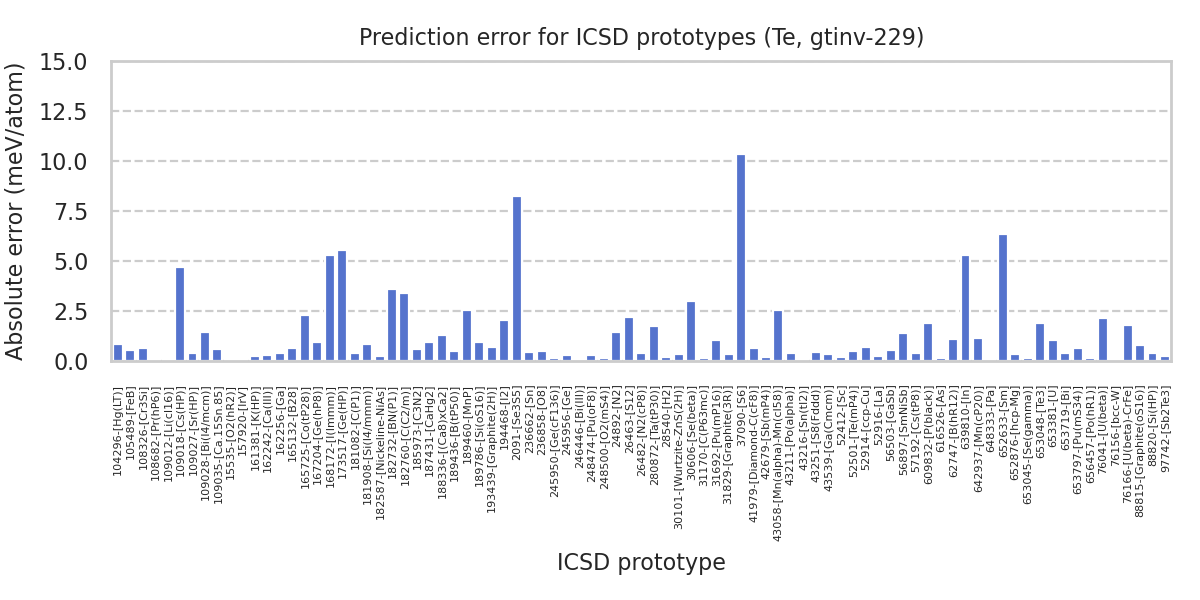 Prediction error for ICSD prototypes (Te, gtinv-229)
Absolute error (meV/atom)
15.0
12.5
10.0
7.5
5.0
2.5
0.0
104296-[Hg(LT)]
105489-[FeB]
108326-[Cr3Si]
108682-[Pr(hP6)]
109012-[Li(cI16)]
109018-[Cs(HP)]
109027-[Sr(HP)]
109028-[Bi(I4/mcm)]
109035-[Ca.15Sn.85]
15535-[O2(hR2)]
157920-[IrV]
161381-[K(HP)]
162242-[Ca(III)]
162256-[Ga]
165132-[B28]
165725-[Co(tP28)]
167204-[Ge(hP8)]
168172-[I(Immm)]
173517-[Ge(HP)]
181082-[C(P1)]
181908-[Si(I4/mmm)]
182587-[Nickeline-NiAs]
182732-[BN(P1)]
182760-[C(C2/m)]
185973-[C3N2]
187431-[CaHg2]
188336-[(Ca8)xCa2]
189436-[B(tP50)]
189460-[MnP]
189786-[Si(oS16)]
193439-[Graphite(2H)]
194468-[I2]
2091-[Se3S5]
236662-[Sn]
236858-[O8]
245950-[Ge(cF136)]
245956-[Ge]
246446-[Bi(III)]
248474-[Pu(oF8)]
248500-[O2(mS4)]
24892-[N2]
26463-[S12]
26482-[N2(cP8)]
280872-[Ta(tP30)]
28540-[H2]
30101-[Wurtzite-ZnS(2H)]
30606-[Se(beta)]
31170-[C(P63mc)]
31692-[Pu(mP16)]
31829-[Graphite(3R)]
37090-[S6]
41979-[Diamond-C(cF8)]
42679-[Sb(mP4)]
43058-[Mn(alpha)-Mn(cI58)]
43211-[Po(alpha)]
43216-[Sn(tI2)]
43251-[S8(Fddd)]
43539-[Ga(Cmcm)]
52412-[Sc]
52501-[Te(mP4)]
52914-[ccp-Cu]
52916-[La]
56503-[GaSb]
56897-[SmNiSb]
57192-[Cs(tP8)]
609832-[P(black)]
616526-[As]
62747-[B(hR12)]
639810-[In]
642937-[Mn(cP20)]
648333-[Pa]
652633-[Sm]
652876-[hcp-Mg]
653045-[Se(gamma)]
653048-[Te3]
653381-[U]
653719-[Bi]
653797-[Pu(mS34)]
656457-[Po(hR1)]
76041-[U(beta)]
76156-[bcc-W]
76166-[U(beta)-CrFe]
88815-[Graphite(oS16)]
88820-[Si(HP)]
97742-[Sb2Te3]
ICSD prototype